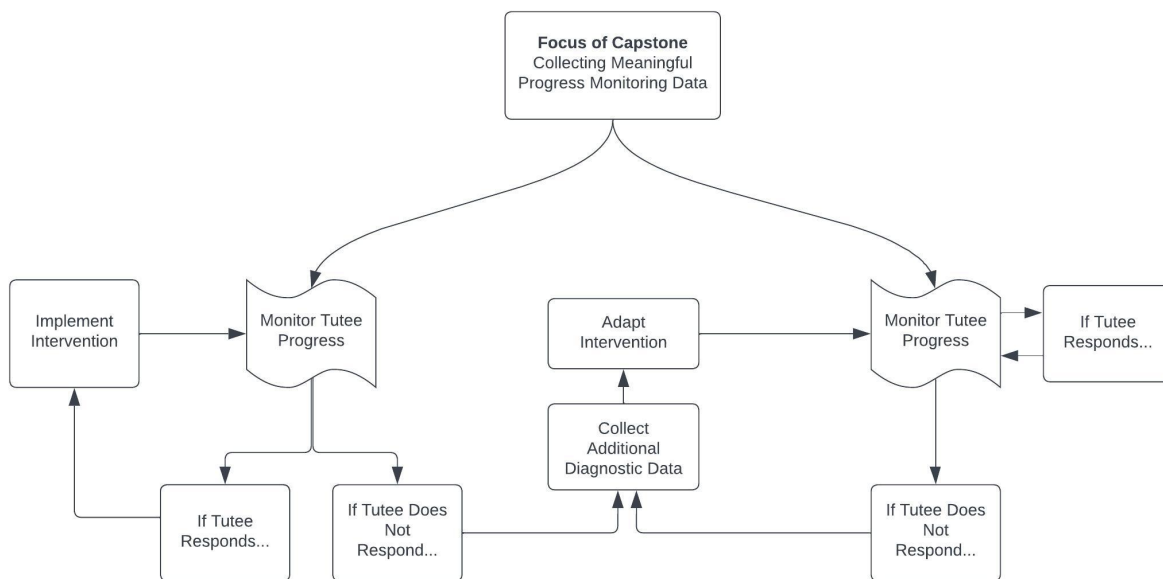 Focus of Capstone
Collecting Meaningful
Progress Monitoring Data
Implement
Intervention
Monitor Tutee
Progress
Adapt
Intervention
Monitor Tutee
Progress
If Tutee
Responds...
Collect
Additional
Diagnostic Data
If Tutee
Responds...
If Tutee Does
Not
Respond...
If Tutee Does
Not
Respond...